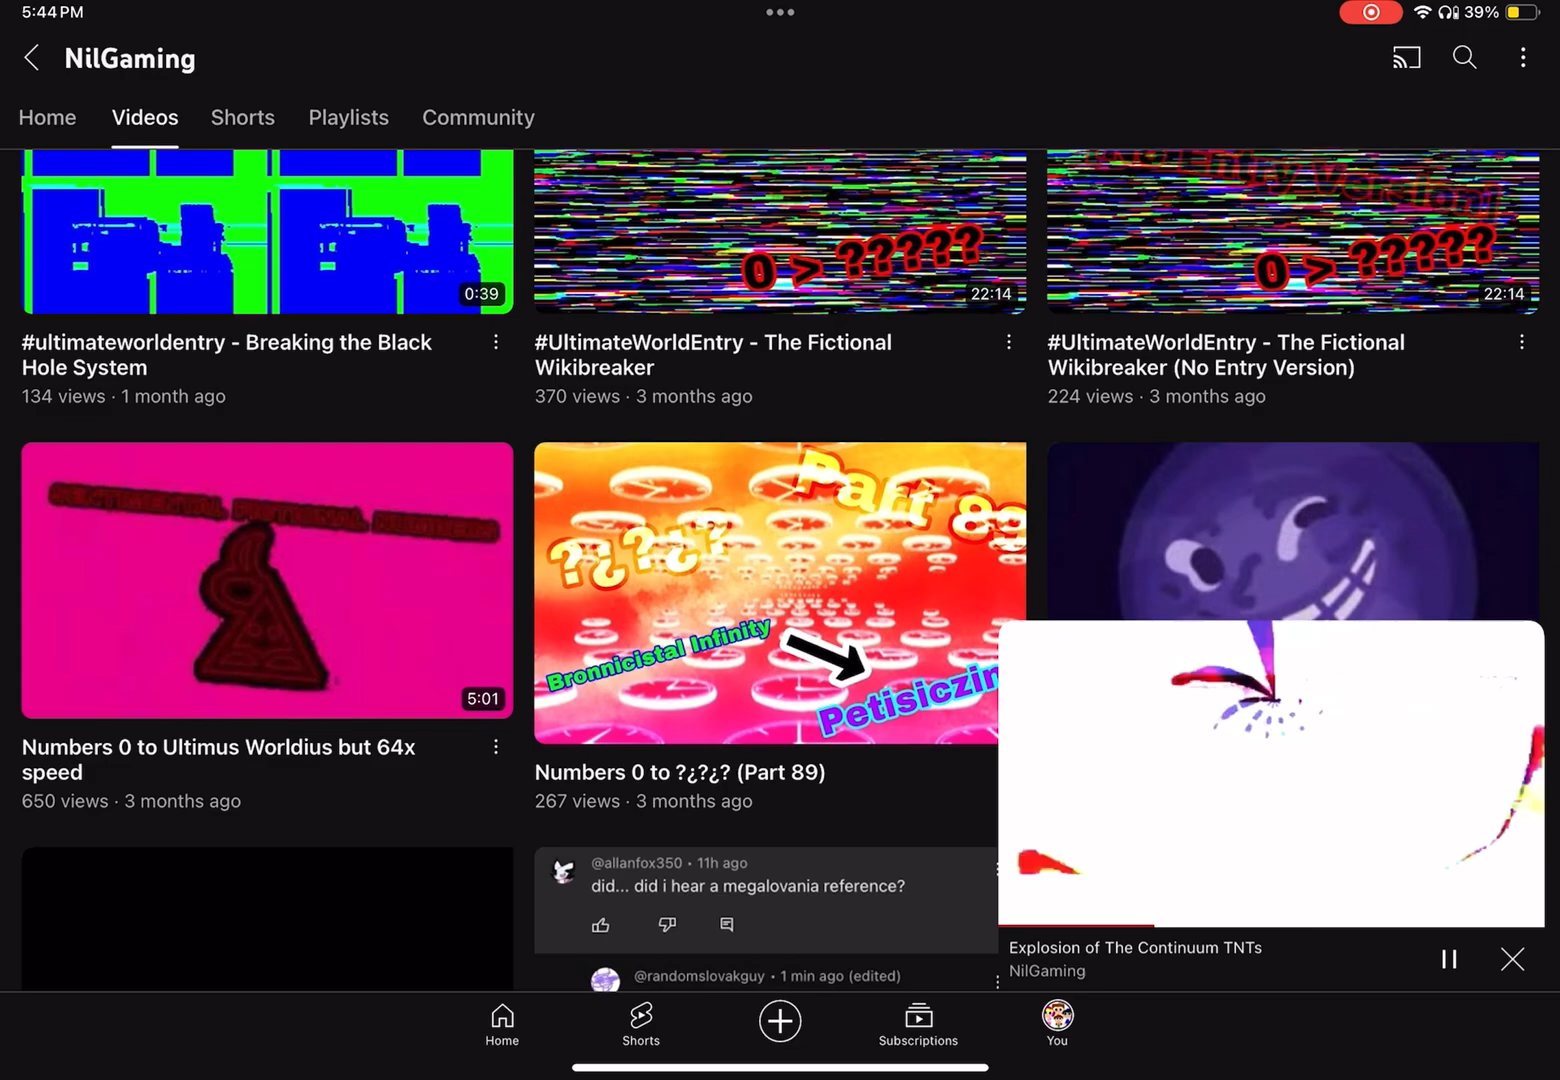 5:44 PM
39%
NilGaming
Home Videos Shorts Playlists Community
0 > ?????
0 > ?????
0:39
22:14
22:14
#ultimateworldentry - Breaking the Black
Hole System
134 views · 1 month ago
#UltimateWorldEntry - The Fictional
Wikibreaker
370 views · 3 months ago
#UltimateWorldEntry - The Fictional
Wikibreaker (No Entry Version)
224 views · 3 months ago
5:01
Part 89
?¿?¿?
Bronnicistal Infinity
Numbers 0 to Ultimus Worldius but 64x
speed
650 views · 3 months ago
Numbers 0 to ?¿?¿? (Part 89)
267 views · 3 months ago
@allanfox350 · 11h ago
did... did i hear a megalovania reference?
@randomslovakguy · 1 min ago (edited)
Explosion of The Continuum TNTs
NilGaming
Home
Shorts
Subscriptions
You